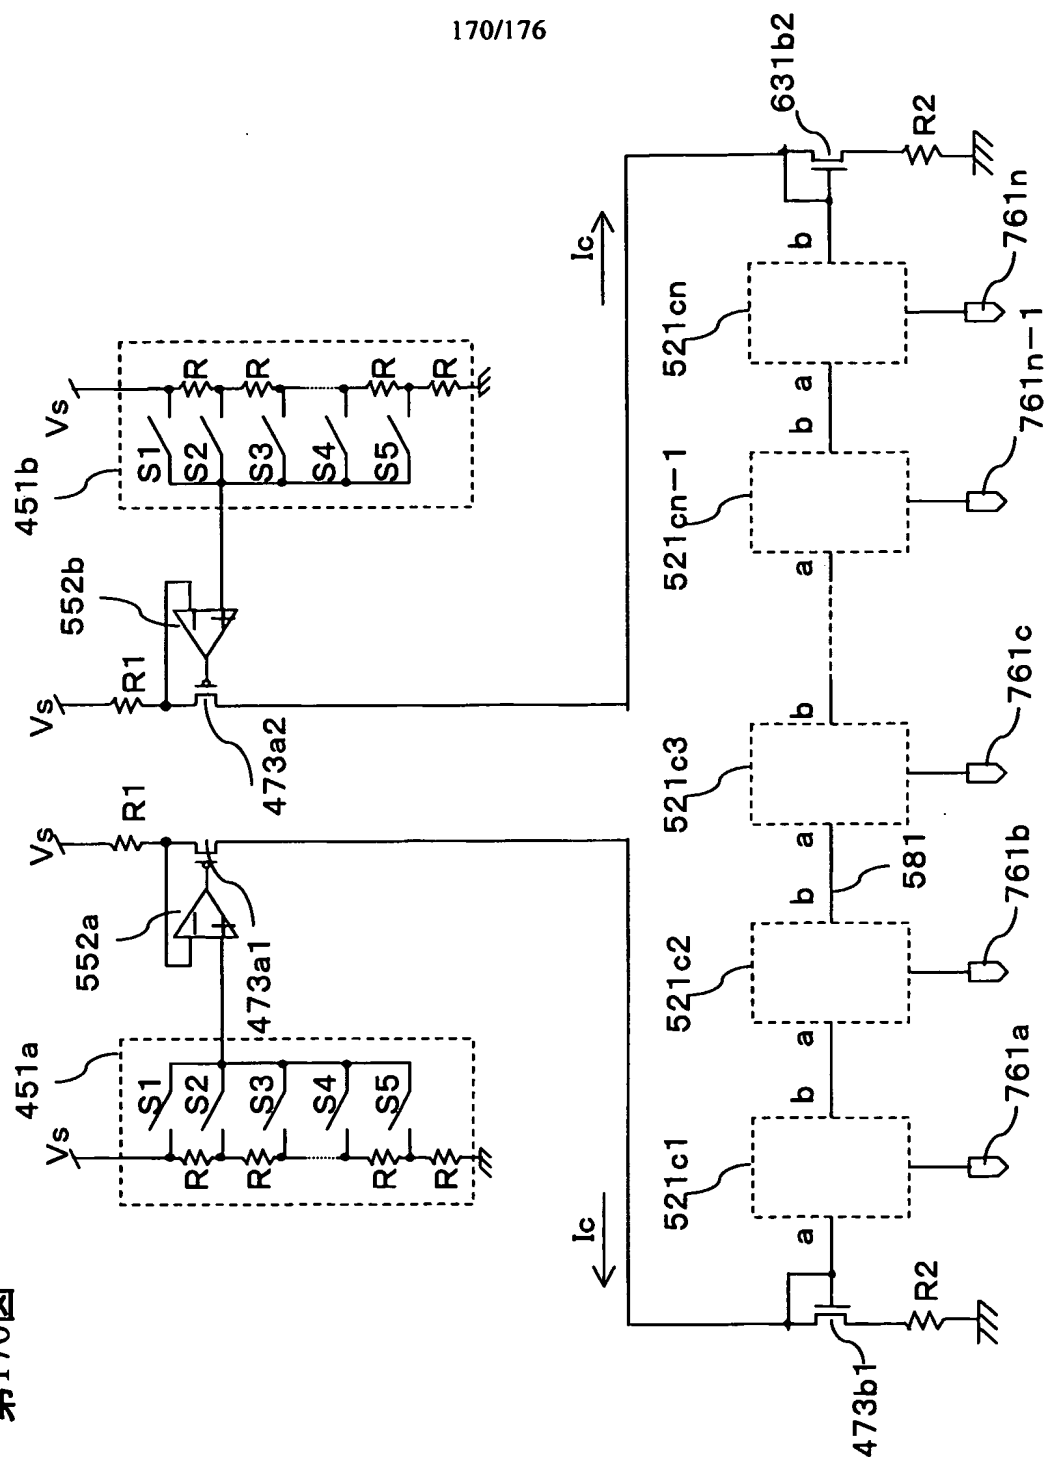 170/176
第170図
Vs
451a
S1
S2
S3
S4
S5
R
R
R
R
552a
473a1
Vs
R1
Vs
R1
473a2
552b
451b
Vs
S1
S2
S3
S4
S5
R
R
R
R
Ic
Ic
473b1
R2
a
521c1
b
a
521c2
b
581
a
521c3
b
a
521cn-1
b
a
521cn
b
631b2
R2
761a
761b
761c
761n-1
761n